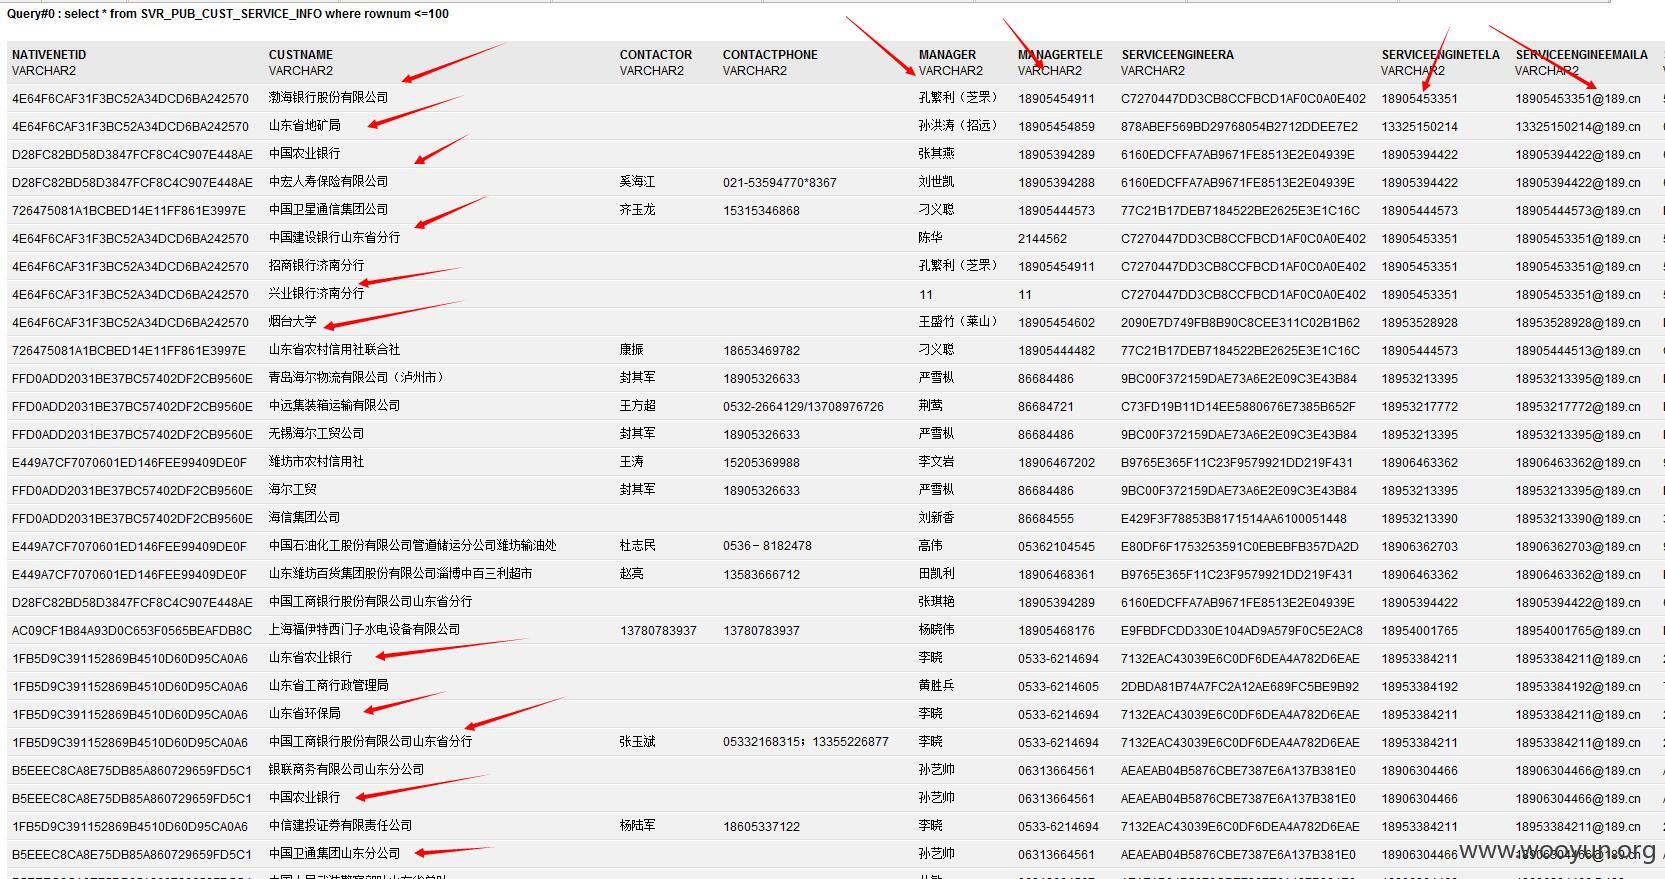 Query#0 : select * from SVR_PUB_CUST_SERVICE_INFO where rownum <=100
NATIVENETID CUSTNAME CONTACTOR CONTACTPHONE MANAGER MANAGERTELE SERVICEENGINEERA SERVICEENGINETELA SERVICEENGINEEMAILA
VARCHAR2 VARCHAR2 VARCHAR2 VARCHAR2 VARCHAR2 VARCHAR2 VARCHAR2 VARCHAR2 VARCHAR2
4E64F6CAF31F3BC52A34DCD6BA242570 渤海银行股份有限公司 孔繁利（芝罘） 18905454911 C7270447DD3CB8CCFBCD1AF0C0A0E402 18905453351 18905453351@189.cn
4E64F6CAF31F3BC52A34DCD6BA242570 山东省地矿局 孙洪涛（招远） 18905454859 878ABEF569BD29768054B2712DDEE7E2 13325150214 13325150214@189.cn
D28FC82BD58D3847FCF8C4C907E448AE 中国农业银行 张其燕 18905394289 6160EDCFFA7AB9671FE8513E2E04939E 18905394422 18905394422@189.cn
D28FC82BD58D3847FCF8C4C907E448AE 中宏人寿保险有限公司 奚海江 021-53594770*8367 刘世凯 18905394288 6160EDCFFA7AB9671FE8513E2E04939E 18905394422 18905394422@189.cn
726475081A1BCBED14E11FF861E3997E 中国卫星通信集团公司 齐玉龙 15315346868 刁义聪 18905444573 77C21B17DEB7184522BE2625E3E1C16C 18905444573 18905444573@189.cn
4E64F6CAF31F3BC52A34DCD6BA242570 中国建设银行山东省分行 陈华 2144562 C7270447DD3CB8CCFBCD1AF0C0A0E402 18905453351 18905453351@189.cn
4E64F6CAF31F3BC52A34DCD6BA242570 招商银行济南分行 孔繁利（芝罘） 18905454911 C7270447DD3CB8CCFBCD1AF0C0A0E402 18905453351 18905453351@189.cn
4E64F6CAF31F3BC52A34DCD6BA242570 兴业银行济南分行 11 11 C7270447DD3CB8CCFBCD1AF0C0A0E402 18905453351 18905453351@189.cn
4E64F6CAF31F3BC52A34DCD6BA242570 烟台大学 王盛竹（莱山） 18905454602 2090E7D749FB8B90C8CEE311C02B1B62 18953528928 18953528928@189.cn
726475081A1BCBED14E11FF861E3997E 山东省农村信用社联合社 康振 18653469782 刁义聪 18905444482 77C21B17DEB7184522BE2625E3E1C16C 18905444573 18905444513@189.cn
FFD0ADD2031BE37BC57402DF2CB9560E 青岛海尔物流有限公司（泸州市） 封其军 18905326633 严雪枞 86684486 9BC00F372159DAE73A6E2E09C3E43B84 18953213395 18953213395@189.cn
FFD0ADD2031BE37BC57402DF2CB9560E 中远集装箱运输有限公司 王方超 0532-2664129/13708976726 荆莺 86684721 C73FD19B11D14EE5880676E7385B652F 18953217772 18953217772@189.cn
FFD0ADD2031BE37BC57402DF2CB9560E 无锡海尔工贸公司 封其军 18905326633 严雪枞 86684486 9BC00F372159DAE73A6E2E09C3E43B84 18953213395 18953213395@189.cn
E449A7CF7070601ED146FEE99409DE0F 潍坊市农村信用社 王涛 15205369988 李文岩 18906467202 B9765E365F11C23F9579921DD219F431 18906463362 18906463362@189.cn
FFD0ADD2031BE37BC57402DF2CB9560E 海尔工贸 封其军 18905326633 严雪枞 86684486 9BC00F372159DAE73A6E2E09C3E43B84 18953213395 18953213395@189.cn
FFD0ADD2031BE37BC57402DF2CB9560E 海信集团公司 刘新香 86684555 E429F3F78853B8171514AA6100051448 18953213390 18953213390@189.cn
E449A7CF7070601ED146FEE99409DE0F 中国石油化工股份有限公司管道储运分公司潍坊输油处 杜志民 0536－8182478 高伟 05362104545 E80DF6F1753253591C0EBEBFB357DA2D 18906362703 18906362703@189.cn
E449A7CF7070601ED146FEE99409DE0F 山东潍坊百货集团股份有限公司淄博中百三利超市 赵亮 13583666712 田凯利 18906468361 B9765E365F11C23F9579921DD219F431 18906463362 18906463362@189.cn
D28FC82BD58D3847FCF8C4C907E448AE 中国工商银行股份有限公司山东省分行 张琪艳 18905394289 6160EDCFFA7AB9671FE8513E2E04939E 18905394422 18905394422@189.cn
AC09CF1B84A93D0C653F0565BEAFDB8C 上海福伊特西门子水电设备有限公司 13780783937 13780783937 杨晓伟 18905468176 E9FBDFCDD330E104AD9A579F0C5E2AC8 18954001765 18954001765@189.cn
1FB5D9C391152869B4510D60D95CA0A6 山东省农业银行 李晓 0533-6214694 7132EAC43039E6C0DF6DEA4A782D6EAE 18953384211 18953384211@189.cn
1FB5D9C391152869B4510D60D95CA0A6 山东省工商行政管理局 黄胜兵 0533-6214605 2DBDA81B74A7FC2A12AE689FC5BE9B92 18953384192 18953384192@189.cn
1FB5D9C391152869B4510D60D95CA0A6 山东省环保局 李晓 0533-6214694 7132EAC43039E6C0DF6DEA4A782D6EAE 18953384211 18953384211@189.cn
1FB5D9C391152869B4510D60D95CA0A6 中国工商银行股份有限公司山东省分行 张玉斌 05332168315；13355226877 李晓 0533-6214694 7132EAC43039E6C0DF6DEA4A782D6EAE 18953384211 18953384211@189.cn
B5EEEC8CA8E75DB85A860729659FD5C1 银联商务有限公司山东分公司 孙艺帅 06313664561 AEAEAB04B5876CBE7387E6A137B381E0 18906304466 18906304466@189.cn
B5EEEC8CA8E75DB85A860729659FD5C1 中国农业银行 孙艺帅 06313664561 AEAEAB04B5876CBE7387E6A137B381E0 18906304466 18906304466@189.cn
1FB5D9C391152869B4510D60D95CA0A6 中信建投证券有限责任公司 杨陆军 18605337122 李晓 0533-6214694 7132EAC43039E6C0DF6DEA4A782D6EAE 18953384211 18953384211@189.cn
B5EEEC8CA8E75DB85A860729659FD5C1 中国卫通集团山东分公司 孙艺帅 06313664561 AEAEAB04B5876CBE7387E6A137B381E0 18906304466 18906304466@189.cn
www.wooyun.org